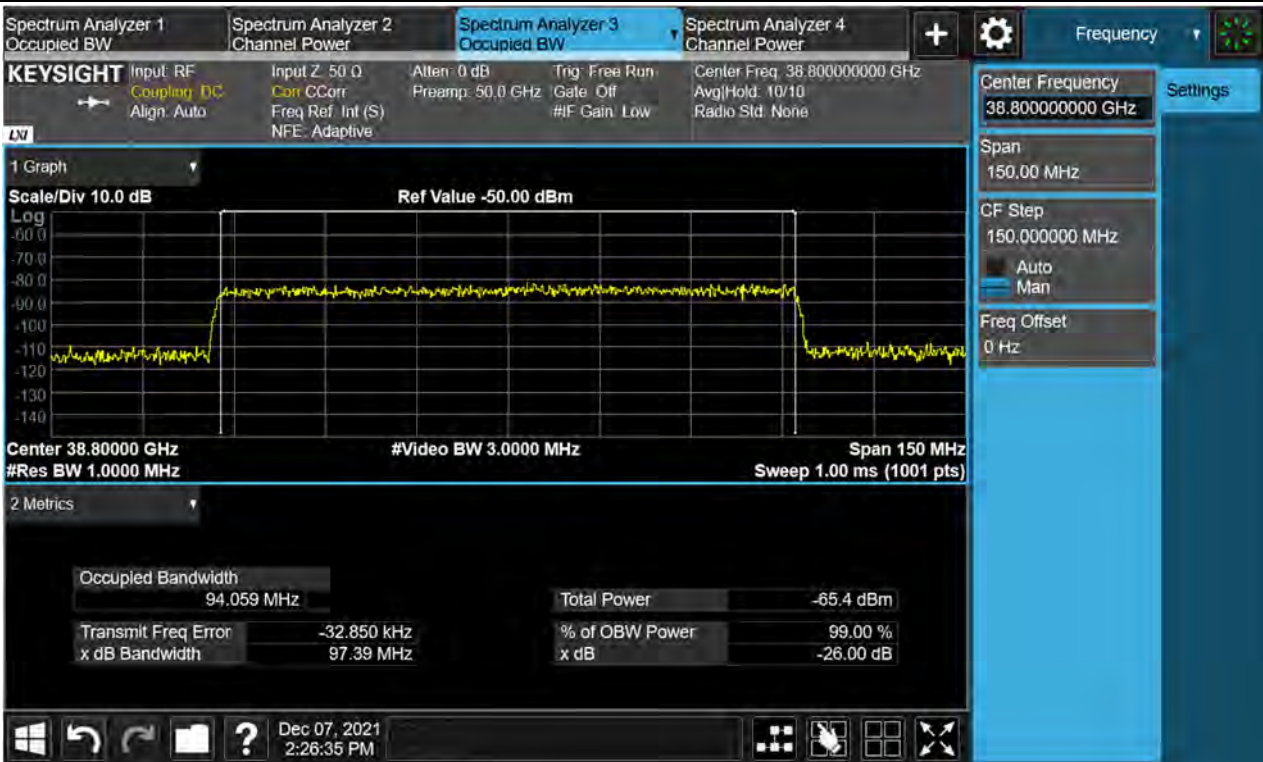 Spectrum Analyzer 1
Occupied BW
Spectrum Analyzer 2
Channel Power
Spectrum Analyzer 3
Occupied BW
Spectrum Analyzer 4
Channel Power
+
Frequency
KEYSIGHT
LXI
Input: RF
Coupling: DC
Align: Auto
Input Z: 50 Ω
Corr CCorr
Freq Ref: Int (S)
NFE: Adaptive
Atten: 0 dB
Preamp: 50.0 GHz
Trig: Free Run
Gate: Off
#IF Gain: Low
Center Freq: 38.800000000 GHz
Avg|Hold: 10/10
Radio Std: None
Center Frequency
38.800000000 GHz
Settings
Span
150.00 MHz
CF Step
150.000000 MHz
Auto
Man
Freq Offset
0 Hz
1 Graph
Scale/Div 10.0 dB
Ref Value -50.00 dBm
Log
-60.0
-70.0
-80.0
-90.0
-100
-110
-120
-130
-140
Center 38.80000 GHz
#Video BW 3.0000 MHz
Span 150 MHz
#Res BW 1.0000 MHz
Sweep 1.00 ms (1001 pts)
2 Metrics
Occupied Bandwidth
94.059 MHz
Total Power -65.4 dBm
Transmit Freq Error -32.850 kHz
% of OBW Power 99.00 %
x dB Bandwidth 97.39 MHz
x dB -26.00 dB
?
Dec 07, 2021
2:26:35 PM